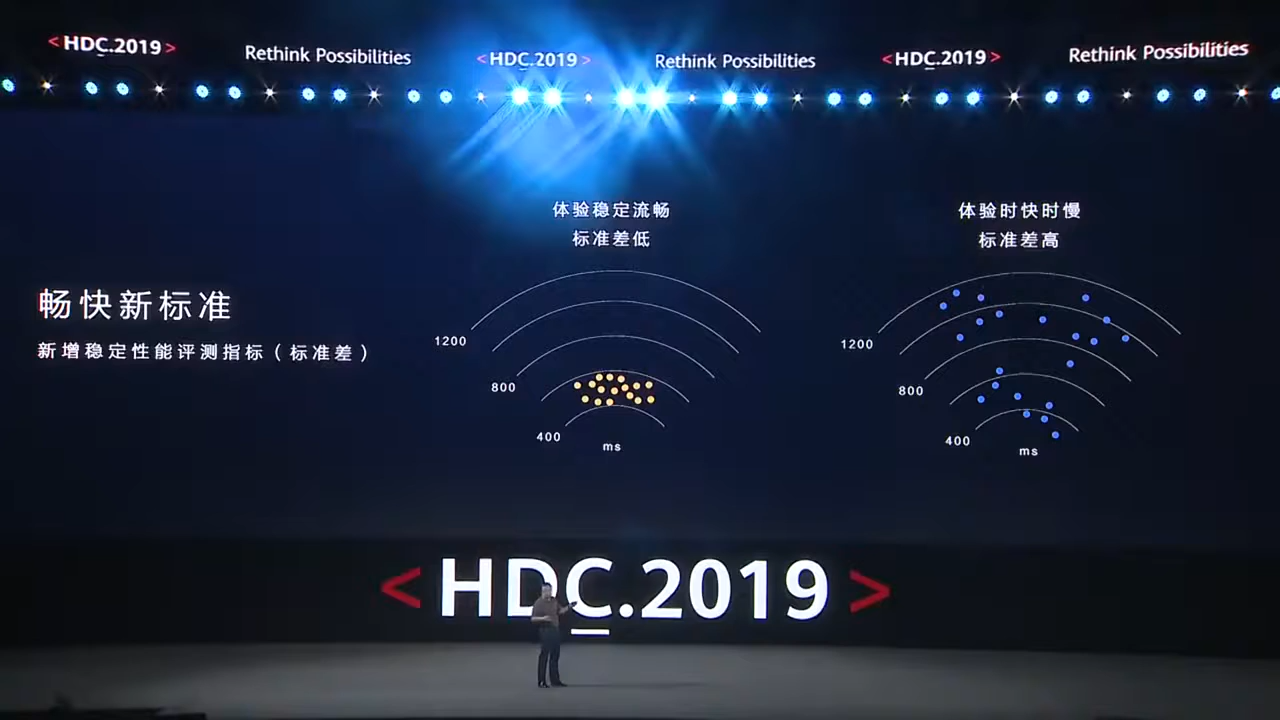 <HDC.2019>
Rethink Possibilities
<HDC.2019>
Rethink Possibilities
<HDC.2019>
Rethink Possibilities
畅快新标准
新增稳定性能评测指标（标准差）
体验稳定流畅
标准差低
1200
800
400
ms
体验时快时慢
标准差高
1200
800
400
ms
<HDC.2019>